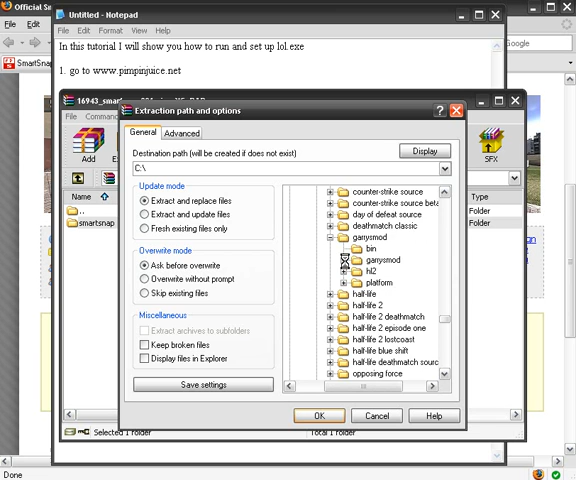 Official S
Untitled - Notepad
File Edit
File Edit Format View Help
Google
SmartSnap
In this tutorial I will show you how to run and set up lol.exe
1. go to www.pimpinjuice.net
Extraction path and options
File
General Advanced
Destination path (will be created if does not exist)
Display
C:\
Add
SFX
Update mode
Extract and replace files
Extract and update files
Fresh existing files only
Overwrite mode
Ask before overwrite
Overwrite without prompt
Skip existing files
Miscellaneous
Extract archives to subfolders
Keep broken files
Display files in Explorer
Save settings
counter-strike source
counter-strike source beta
day of defeat source
deathmatch classic
garrysmod
bin
garrysmod
hl2
platform
half-life
half-life 2
half-life 2 deathmatch
half-life 2 episode one
half-life 2 lostcoast
half-life blue shift
half-life deathmatch sourc
opposing force
Name
Type
..
Folder
smartsnap
Folder
OK Cancel Help
Selected 1 folder
Total 1 folder
Done